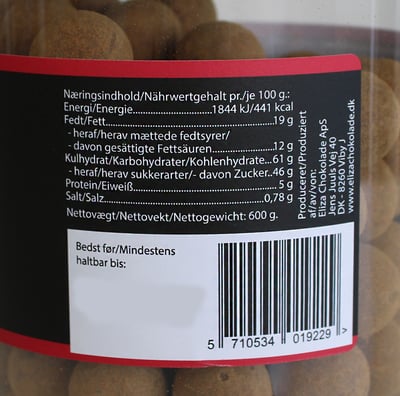 Næringsindhold/Nährwertgehalt pr./je 100 g.:
Energi/Energie..............................1844 kJ/441 kcal
Fedt/Fett..................................................19 g
- heraf/herav mættede fedtsyrer/
- davon gesättigte Fettsäuren...............12 g
Kulhydrat/Karbohydrater/Kohlenhydrate...61 g
- heraf/herav sukkerarter/- davon Zucker..46 g
Protein/Eiweiß.............................................5 g
Salt/Salz..................................................0,78 g
Nettovægt/Nettovekt/Nettogewicht: 600 g.
Produceret/Produziert
af/av/von:
Eliza Chokolade ApS
Jens Juuls Vej 40
DK - 8260 Viby J
www.elizachokolade.dk
Bedst før/Mindestens
haltbar bis:
5 710534 019229 >